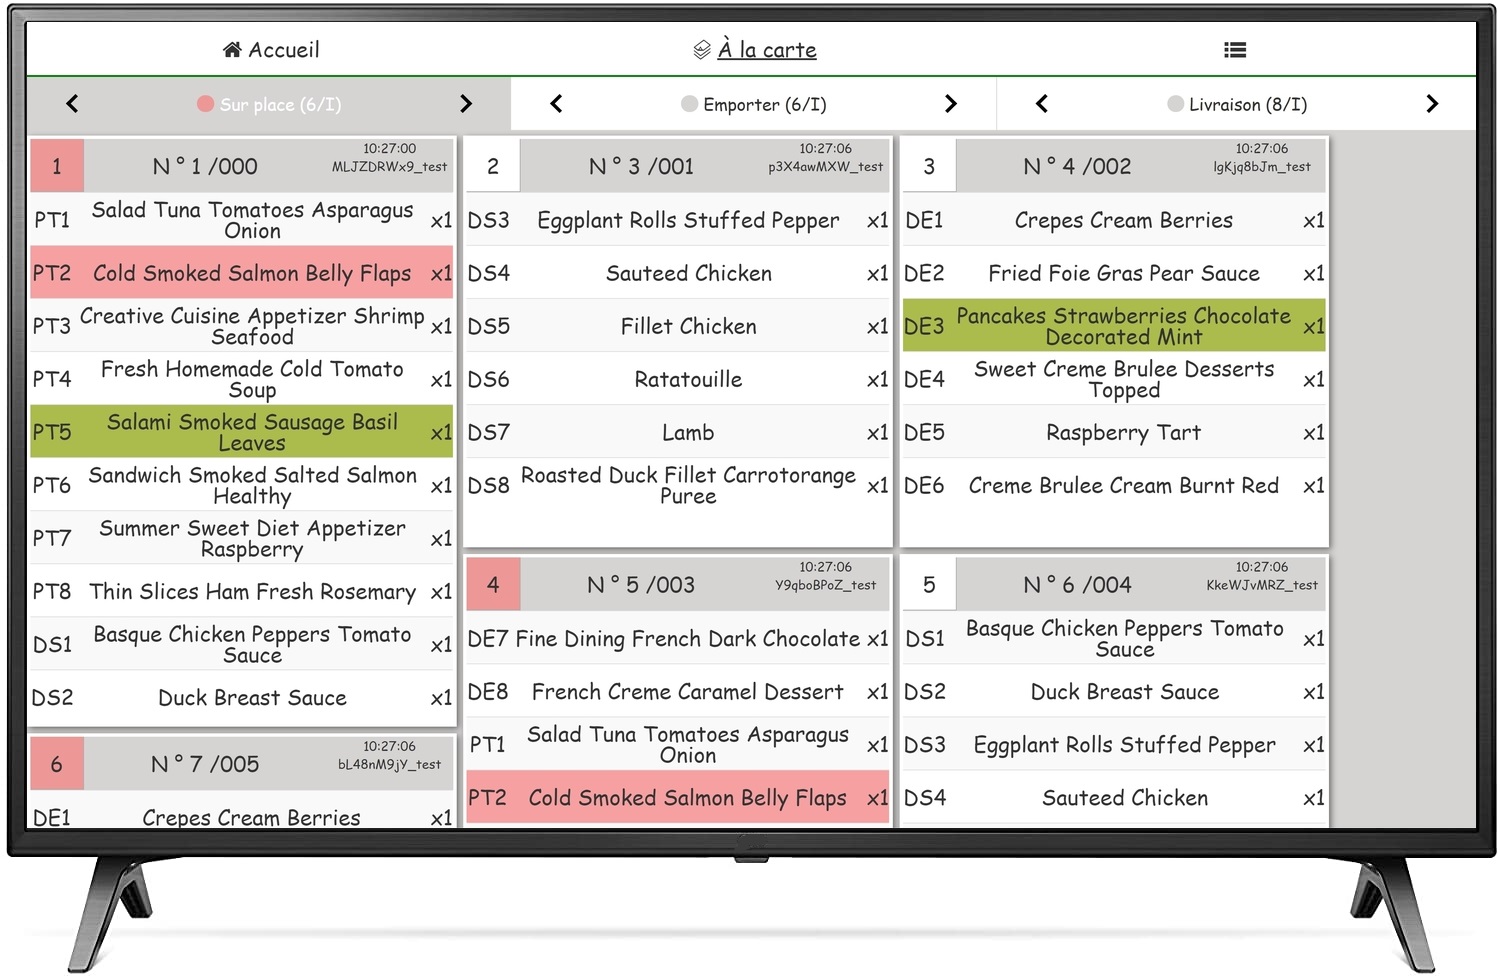 Accueil
À la carte
Sur place (6/I)
Emporter (6/I)
Livraison (8/I)
1
N ° 1 /000
10:27:00
MLJZDRWx9_test
PT1 Salad Tuna Tomatoes Asparagus
Onion x1
PT2 Cold Smoked Salmon Belly Flaps x1
PT3 Creative Cuisine Appetizer Shrimp
Seafood x1
PT4 Fresh Homemade Cold Tomato
Soup x1
PT5 Salami Smoked Sausage Basil
Leaves x1
PT6 Sandwich Smoked Salted Salmon
Healthy x1
PT7 Summer Sweet Diet Appetizer
Raspberry x1
PT8 Thin Slices Ham Fresh Rosemary x1
DS1 Basque Chicken Peppers Tomato
Sauce x1
DS2 Duck Breast Sauce x1
2
N ° 3 /001
10:27:06
p3X4awMXW_test
DS3 Eggplant Rolls Stuffed Pepper x1
DS4 Sauteed Chicken x1
DS5 Fillet Chicken x1
DS6 Ratatouille x1
DS7 Lamb x1
DS8 Roasted Duck Fillet Carrotorange
Puree x1
3
N ° 4 /002
10:27:06
lgKjq8bJm_test
DE1 Crepes Cream Berries x1
DE2 Fried Foie Gras Pear Sauce x1
DE3 Pancakes Strawberries Chocolate
Decorated Mint x1
DE4 Sweet Creme Brulee Desserts
Topped x1
DE5 Raspberry Tart x1
DE6 Creme Brulee Cream Burnt Red x1
4
N ° 5 /003
10:27:06
Y9qboBPoZ_test
DE7 Fine Dining French Dark Chocolate x1
DE8 French Creme Caramel Dessert x1
PT1 Salad Tuna Tomatoes Asparagus
Onion x1
PT2 Cold Smoked Salmon Belly Flaps x1
5
N ° 6 /004
10:27:06
KkeWJvMRZ_test
DS1 Basque Chicken Peppers Tomato
Sauce x1
DS2 Duck Breast Sauce x1
DS3 Eggplant Rolls Stuffed Pepper x1
DS4 Sauteed Chicken x1
6
N ° 7 /005
10:27:06
bL48nM9jY_test
DE1 Crepes Cream Berries x1